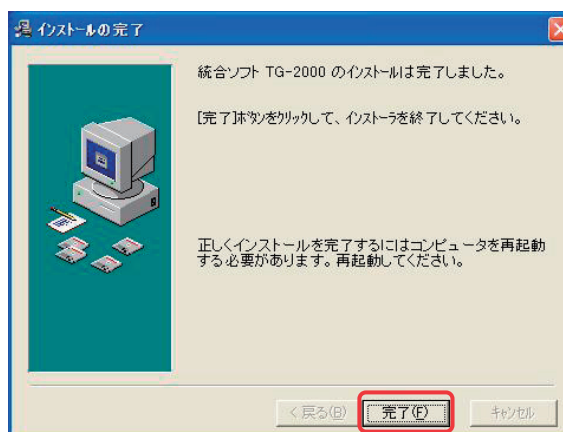 インストールの完了
統合ソフト TG-2000 のインストールは完了しました。
[完了]ボタンをクリックして、インストーラを終了してください。
正しくインストールを完了するにはコンピュータを再起動
する必要があります。再起動してください。
< 戻る(B) 完了(F) キャンセル